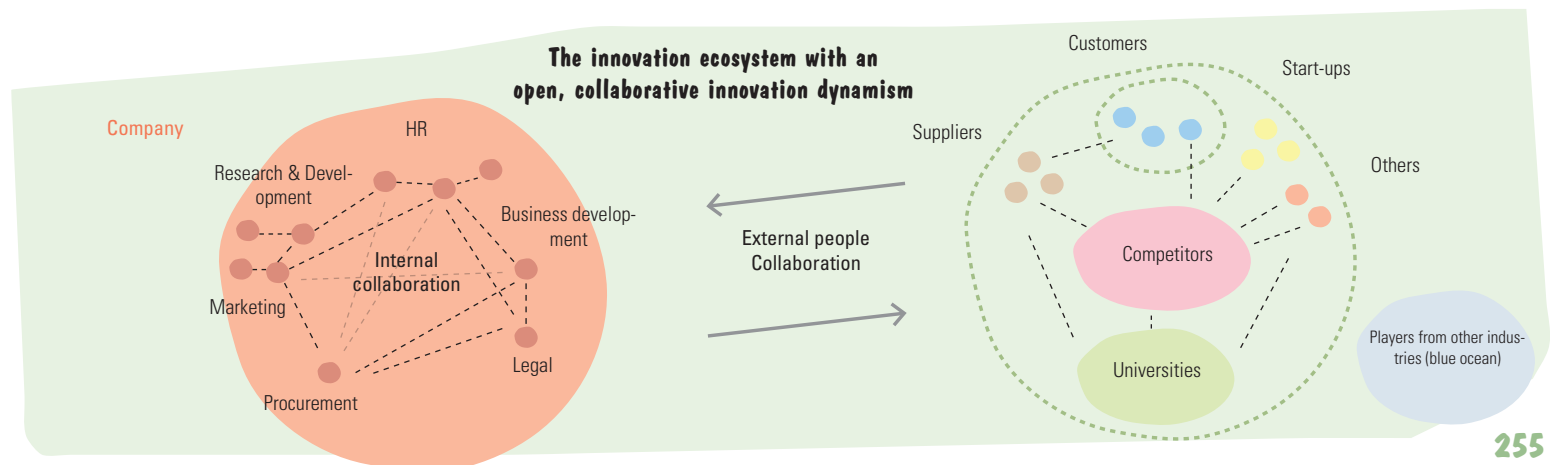 The innovation ecosystem with an
open, collaborative innovation dynamism
Company
HR
Research & Devel-
opment
Business develop-
ment
Internal
collaboration
Marketing
Legal
Procurement
External people
Collaboration
Customers
Start-ups
Suppliers
Others
Competitors
Universities
Players from other indus-
tries (blue ocean)
255